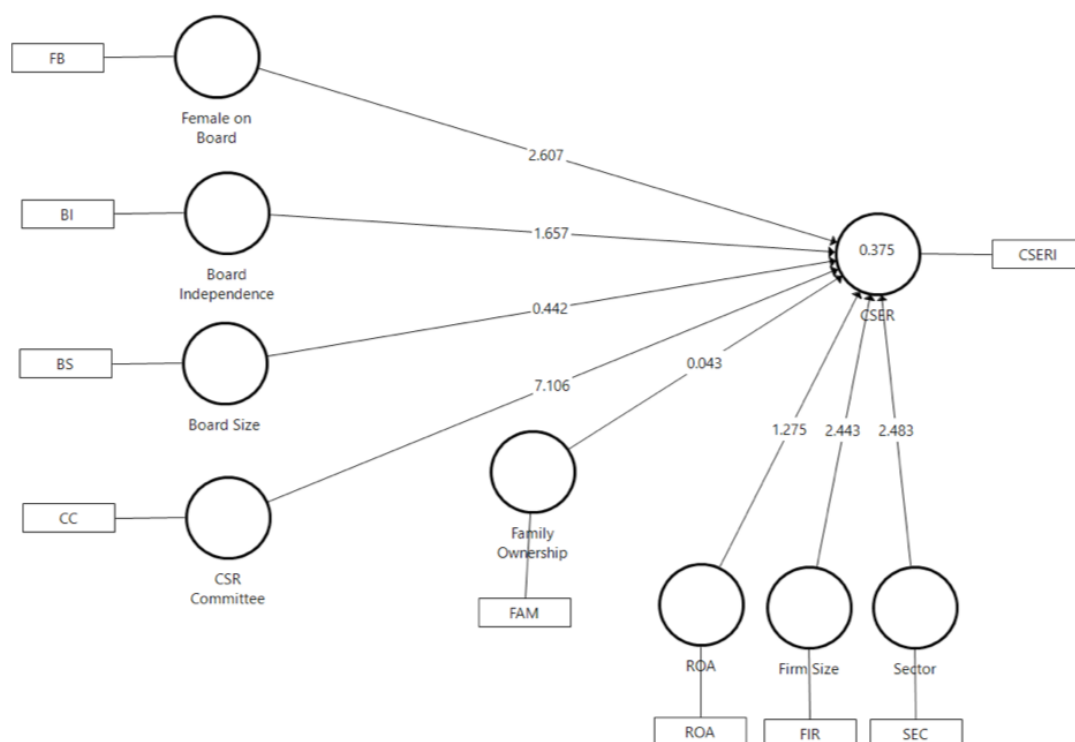 FB
Female on
Board
2.607
BI
Board
Independence
1.657
0.375
CSERI
CSER
BS
Board Size
0.442
0.043
7.106
1.275
2.443
2.483
CC
CSR
Committee
Family
Ownership
FAM
ROA
Firm Size
Sector
ROA
FIR
SEC